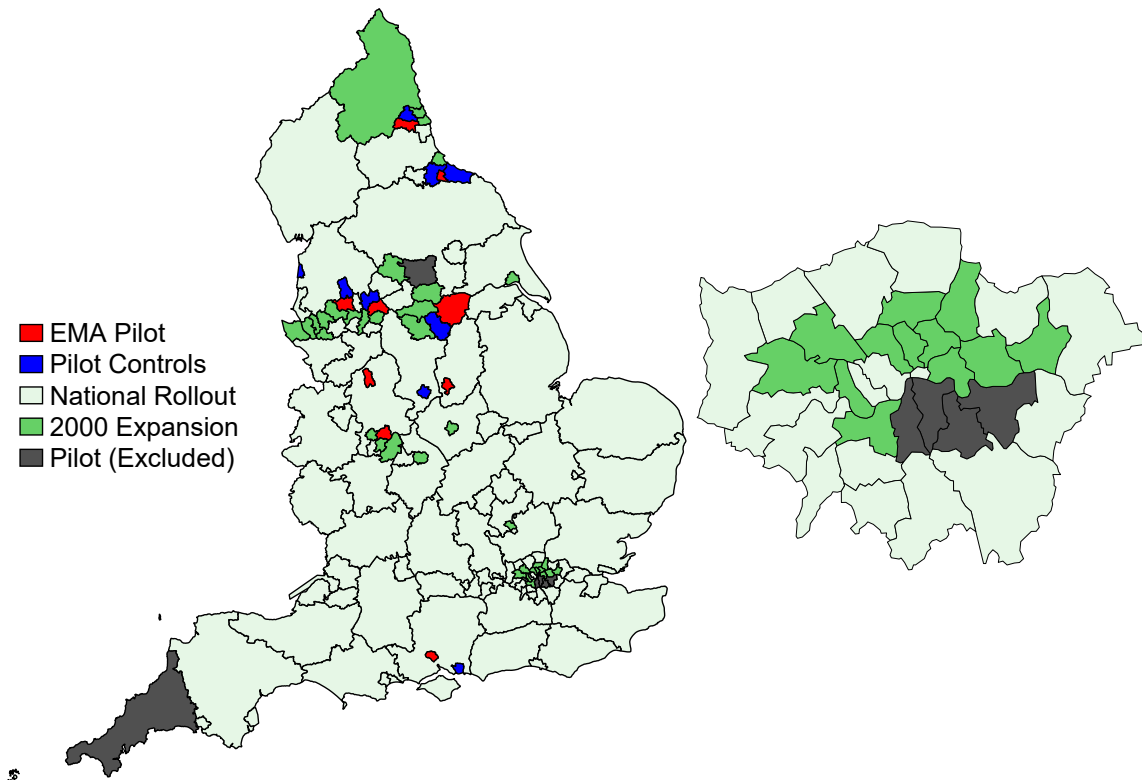 EMA Pilot
Pilot Controls
National Rollout
2000 Expansion
Pilot (Excluded)